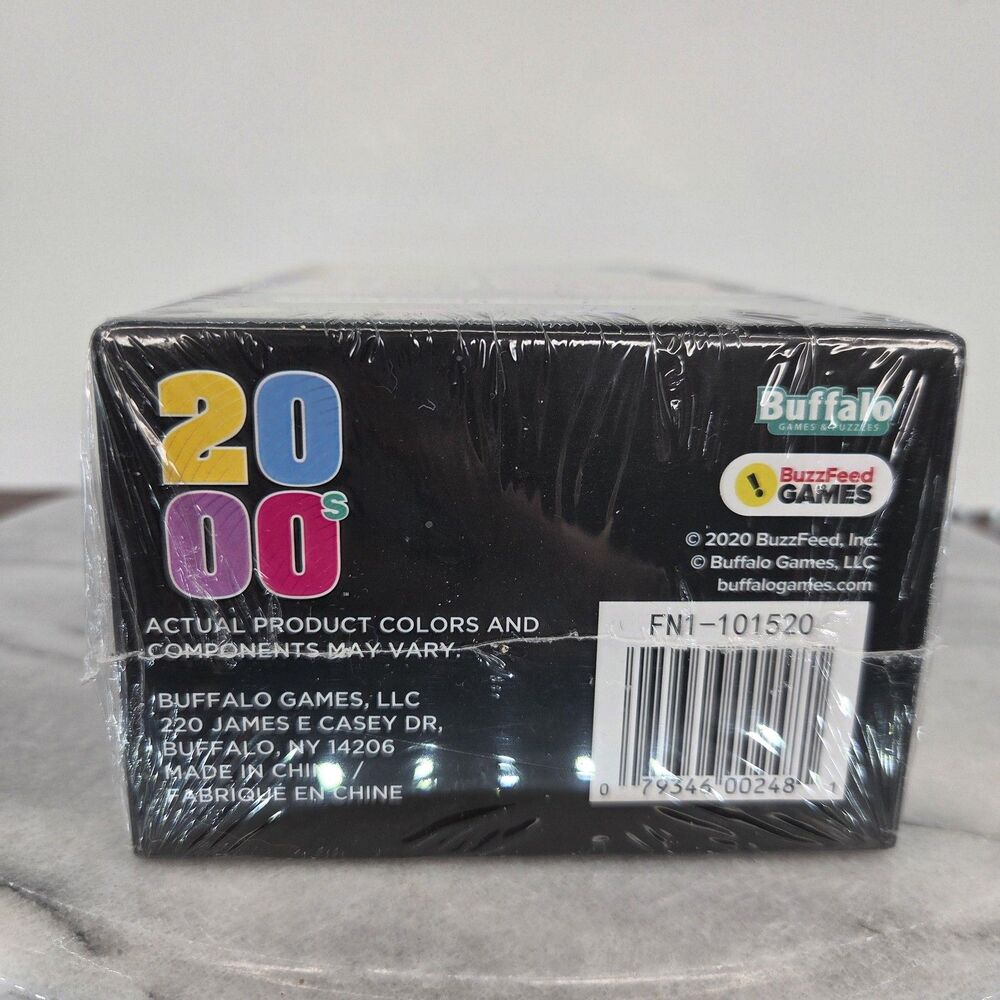 20
00s
ACTUAL PRODUCT COLORS AND
COMPONENTS MAY VARY.
BUFFALO GAMES, LLC
220 JAMES E CASEY DR,
BUFFALO, NY 14206
MADE IN CHINA /
FABRIQUÉ EN CHINE
Buffalo
GAMES & PUZZLES
BuzzFeed
GAMES
© 2020 BuzzFeed, Inc.
© Buffalo Games, LLC
buffalogames.com
FN1-101520
0 79346 00248 1